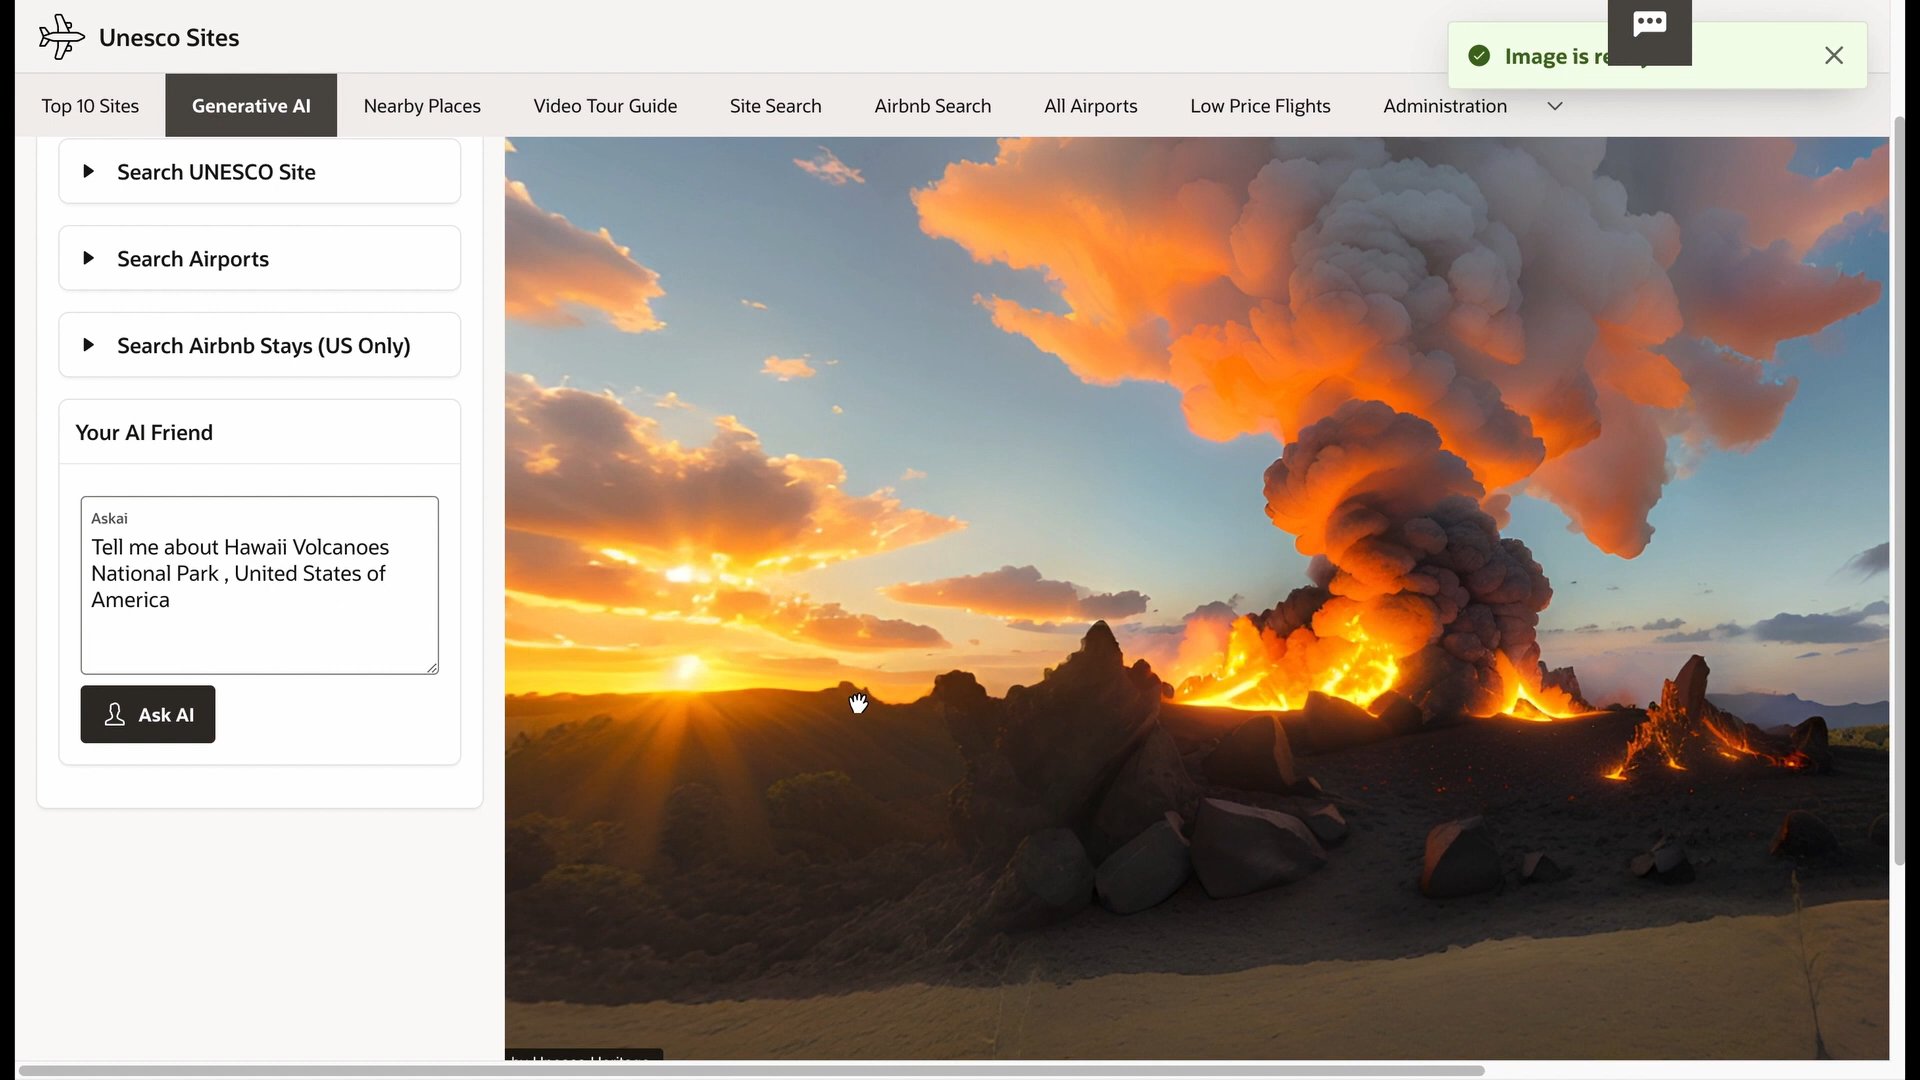 Unesco Sites
Image is re
Top 10 Sites
Generative AI
Nearby Places
Video Tour Guide
Site Search
Airbnb Search
All Airports
Low Price Flights
Administration
Search UNESCO Site
Search Airports
Search Airbnb Stays (US Only)
Your AI Friend
Askai
Tell me about Hawaii Volcanoes
National Park , United States of
America
Ask AI